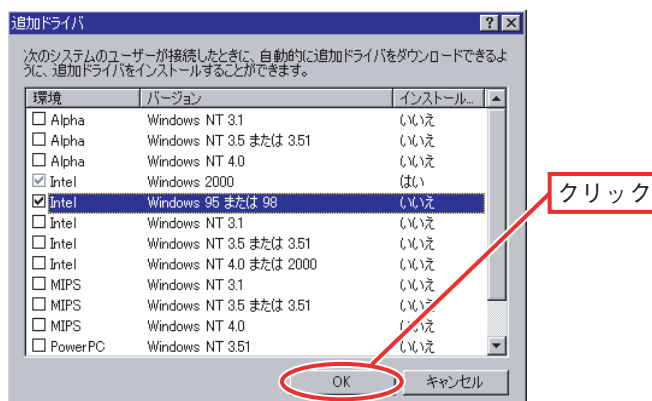 追加ドライバ
次のシステムのユーザーが接続したときに、自動的に追加ドライバをダウンロードできるよ
うに、追加ドライバをインストールすることができます。
環境 バージョン インストール...
Alpha Windows NT 3.1 いいえ
Alpha Windows NT 3.5 または 3.51 いいえ
Alpha Windows NT 4.0 いいえ
Intel Windows 2000 はい
Intel Windows 95 または 98 いいえ
Intel Windows NT 3.1 いいえ
Intel Windows NT 3.5 または 3.51 いいえ
Intel Windows NT 4.0 または 2000 いいえ
MIPS Windows NT 3.1 いいえ
MIPS Windows NT 3.5 または 3.51 いいえ
MIPS Windows NT 4.0 いいえ
PowerPC Windows NT 3.51 いいえ
OK キャンセル
クリック